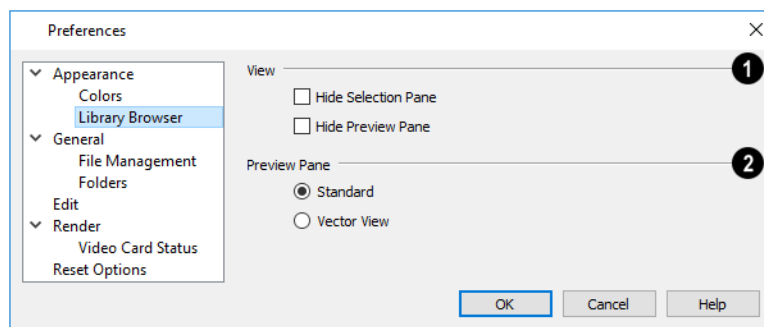 Preferences
Appearance
Colors
Library Browser
General
File Management
Folders
Edit
Render
Video Card Status
Reset Options
View
1
Hide Selection Pane
Hide Preview Pane
Preview Pane
2
Standard
Vector View
OK
Cancel
Help